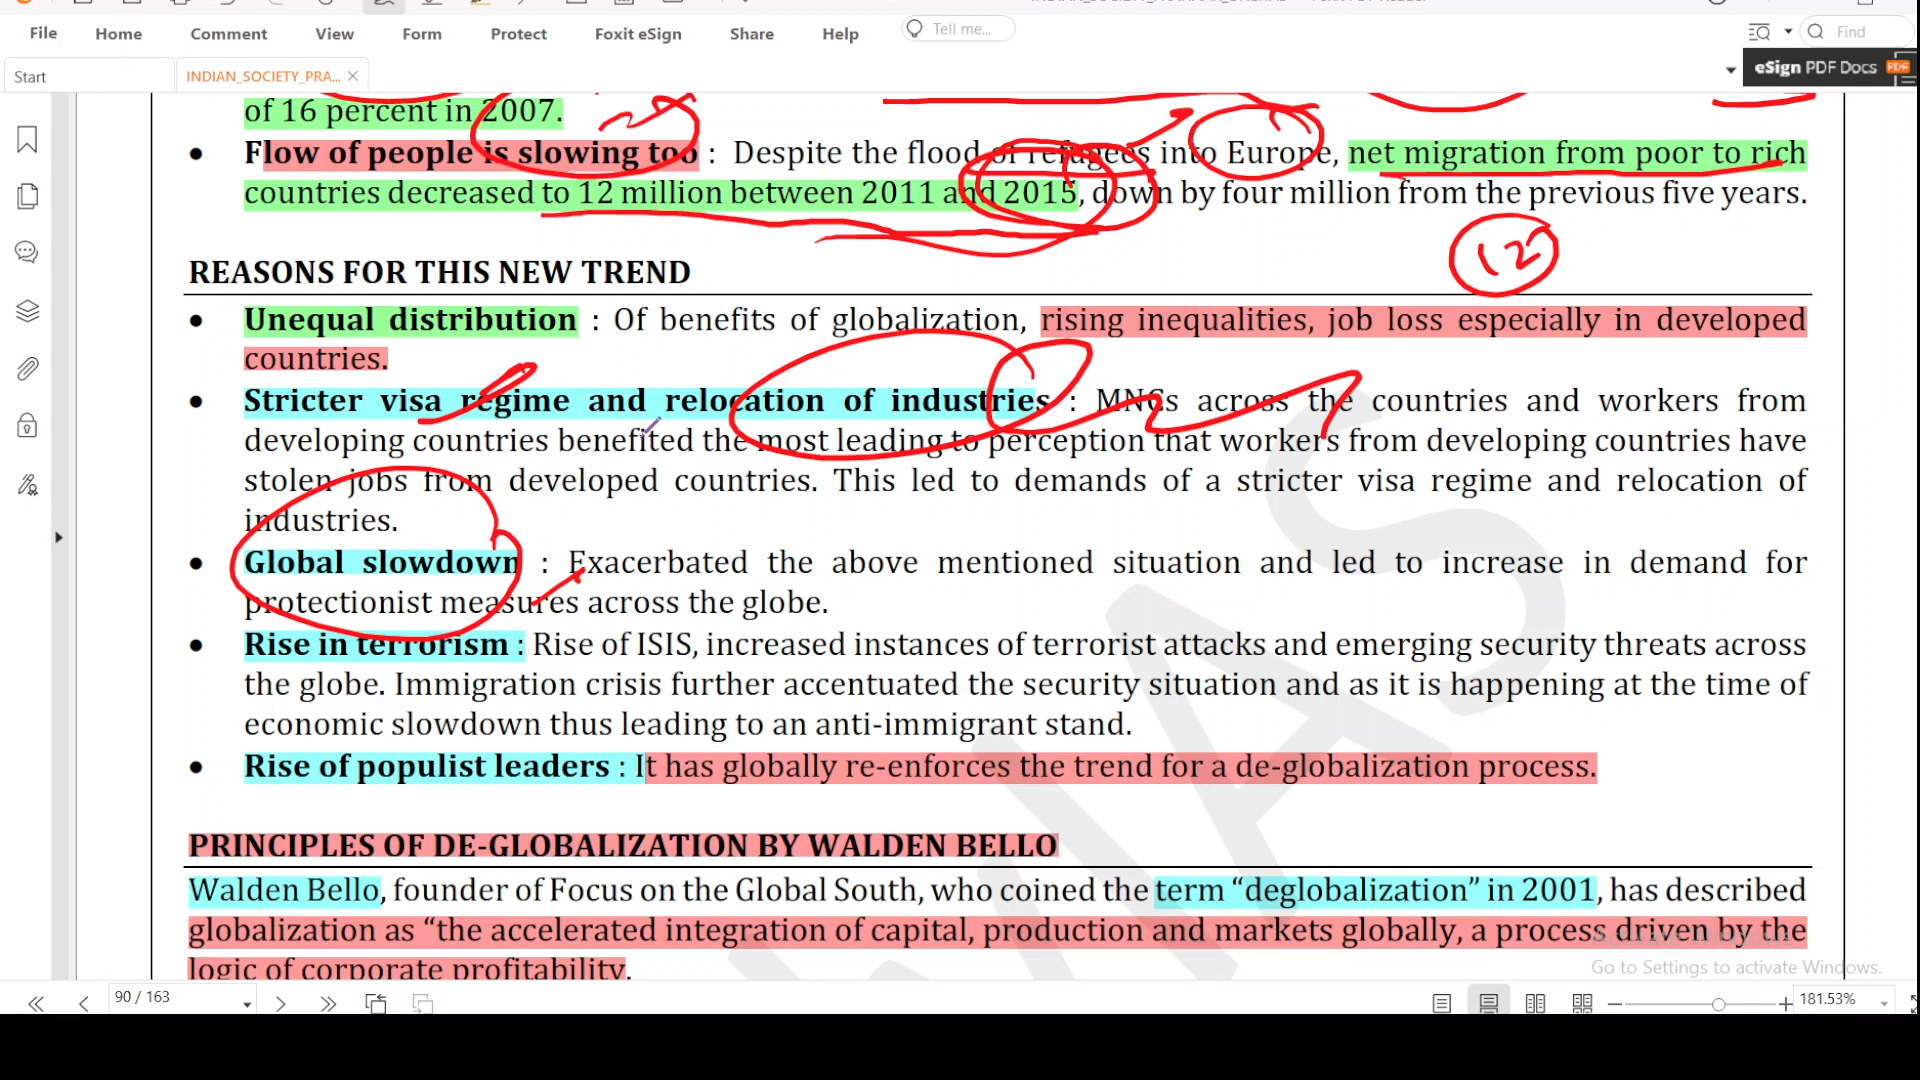 File Home Comment View Form Protect Foxit eSign Share Help Tell me... Find
Start INDIAN_SOCIETY_PRA... eSign PDF Docs PDF
of 16 percent in 2007.
• Flow of people is slowing too : Despite the flood of refugees into Europe, net migration from poor to rich
countries decreased to 12 million between 2011 and 2015, down by four million from the previous five years.
12
REASONS FOR THIS NEW TREND
• Unequal distribution : Of benefits of globalization, rising inequalities, job loss especially in developed
countries.
• Stricter visa regime and relocation of industries : MNCs across the countries and workers from
developing countries benefited the most leading to perception that workers from developing countries have
stolen jobs from developed countries. This led to demands of a stricter visa regime and relocation of
industries.
• Global slowdown : Exacerbated the above mentioned situation and led to increase in demand for
protectionist measures across the globe.
• Rise in terrorism : Rise of ISIS, increased instances of terrorist attacks and emerging security threats across
the globe. Immigration crisis further accentuated the security situation and as it is happening at the time of
economic slowdown thus leading to an anti-immigrant stand.
• Rise of populist leaders : It has globally re-enforces the trend for a de-globalization process.
PRINCIPLES OF DE-GLOBALIZATION BY WALDEN BELLO
Walden Bello, founder of Focus on the Global South, who coined the term “deglobalization” in 2001, has described
globalization as “the accelerated integration of capital, production and markets globally, a process driven by the
logic of corporate profitability.
Go to Settings to activate Windows.
90 / 163 181.53%